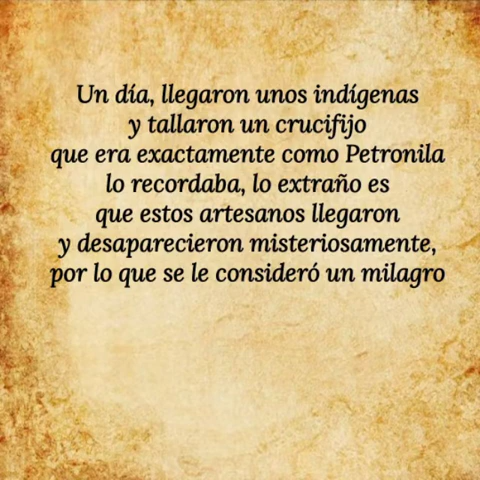 Un día, llegaron unos indígenas
y tallaron un crucifijo
que era exactamente como Petronila
lo recordaba, lo extraño es
que estos artesanos llegaron
y desaparecieron misteriosamente,
por lo que se le consideró un milagro